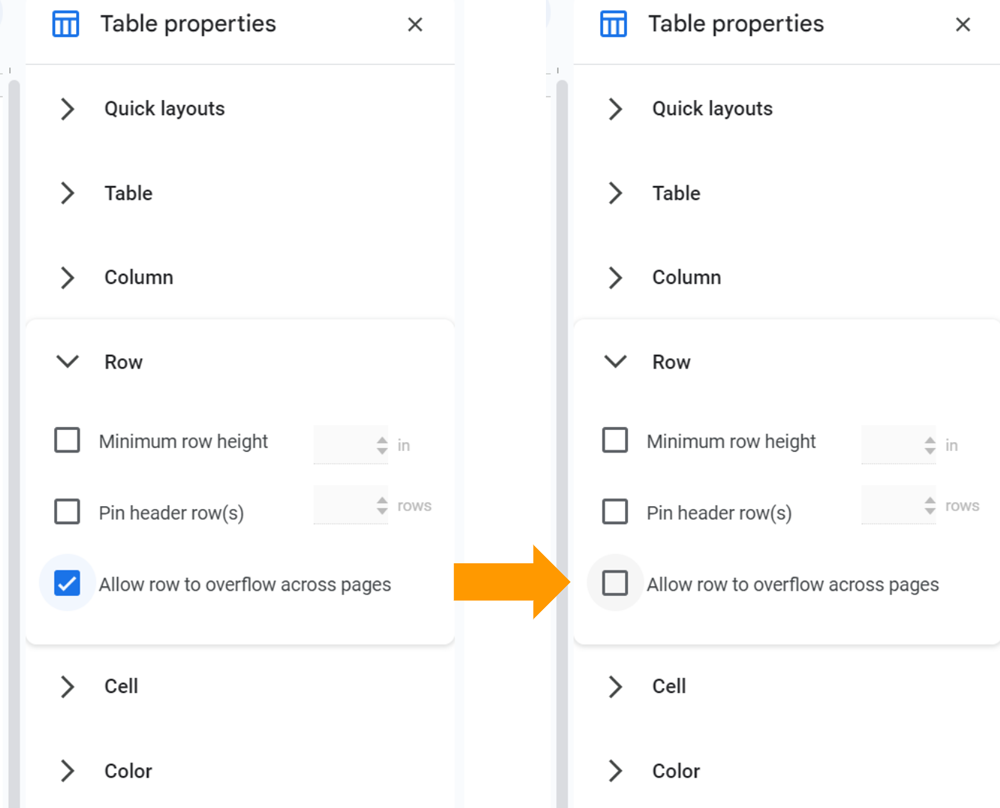 Table properties
Quick layouts
Table
Column
Row
Minimum row height in
Pin header row(s) rows
Allow row to overflow across pages
Cell
Color
Table properties
Quick layouts
Table
Column
Row
Minimum row height in
Pin header row(s) rows
Allow row to overflow across pages
Cell
Color